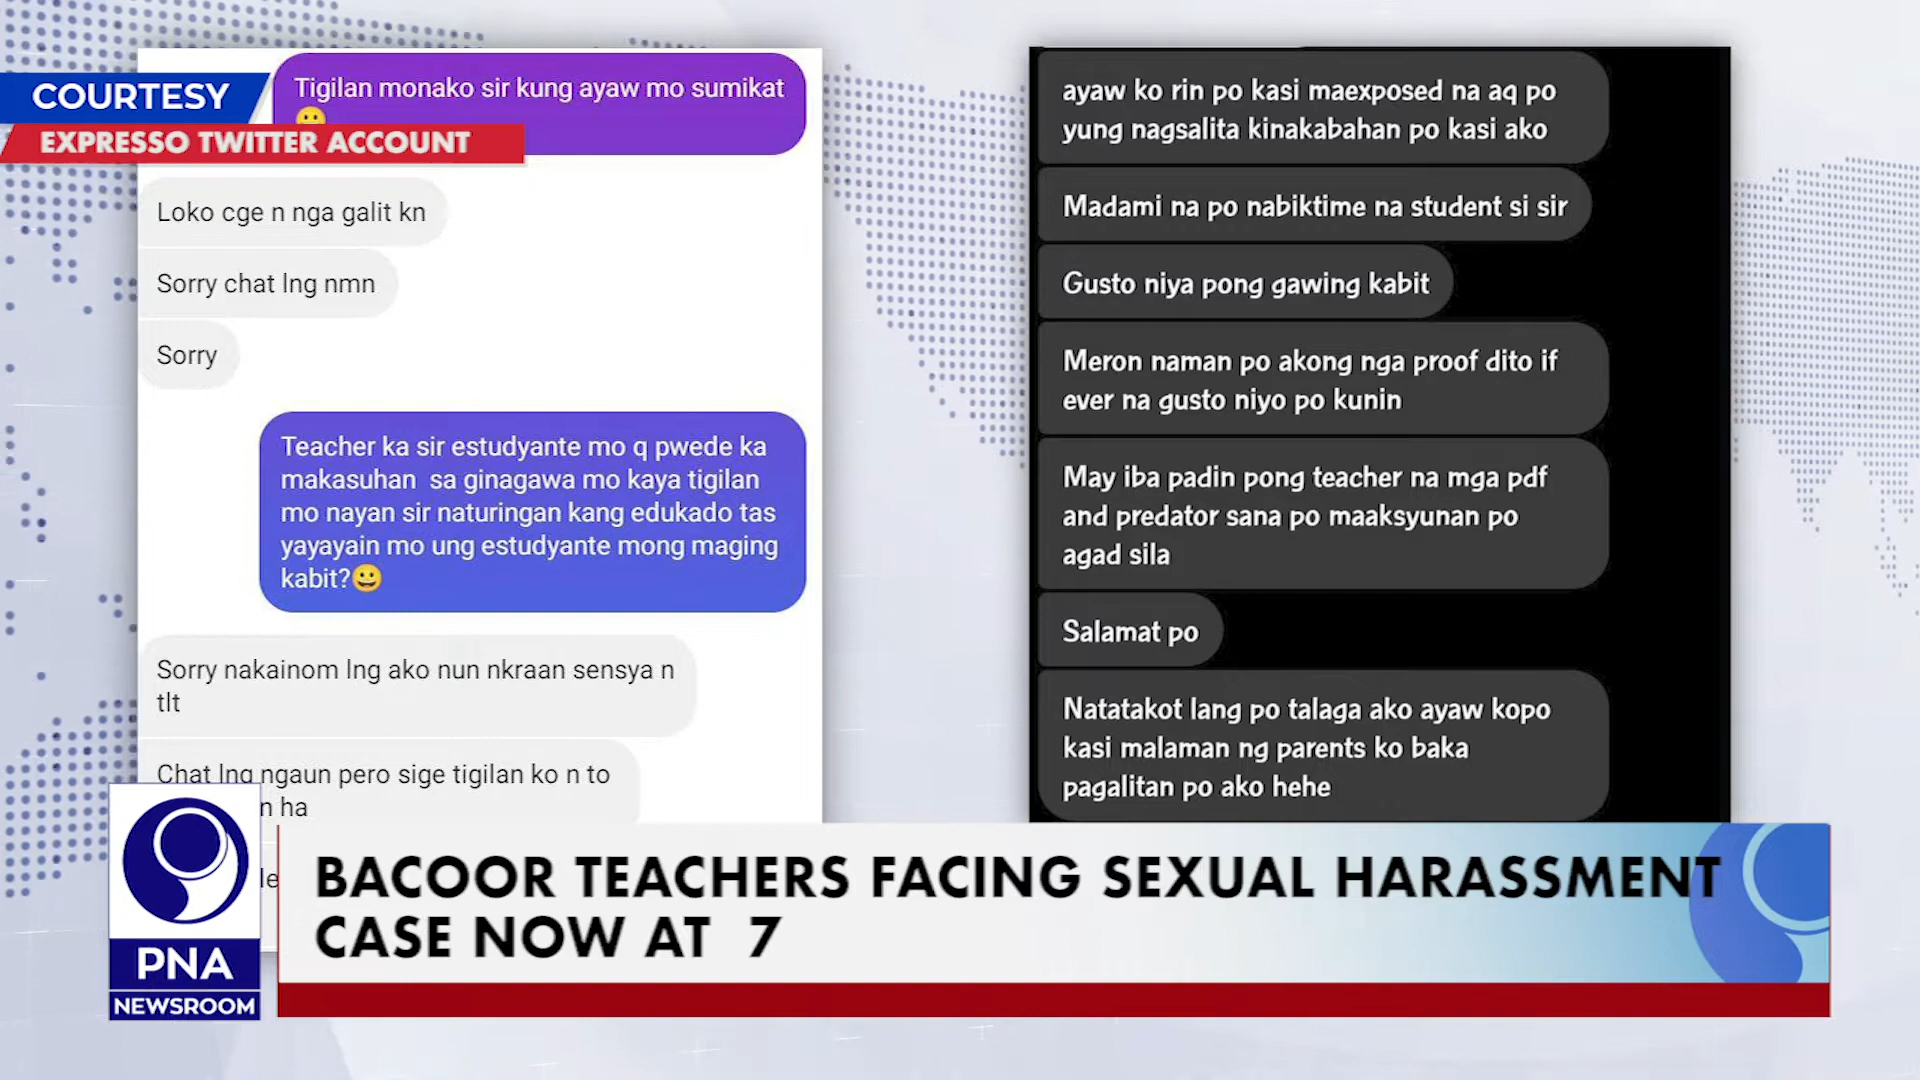 COURTESY
EXPRESSO TWITTER ACCOUNT
Tigilan monako sir kung ayaw mo sumikat
Loko cge n nga galit kn
Sorry chat lng nmn
Sorry
Teacher ka sir estudyante mo q pwede ka
makasuhan sa ginagawa mo kaya tigilan
mo nayan sir naturingan kang edukado tas
yayayain mo ung estudyante mong maging
kabit?😀
Sorry nakainom lng ako nun nkraan sensya n
tlt
Chat lng ngaun pero sige tigilan ko n to
ha
ayaw ko rin po kasi maexposed na aq po
yung nagsalita kinakabahan po kasi ako
Madami na po nabiktime na student si sir
Gusto niya pong gawing kabit
Meron naman po akong nga proof dito if
ever na gusto niyo po kunin
May iba padin pong teacher na mga pdf
and predator sana po maaksyunan po
agad sila
Salamat po
Natatakot lang po talaga ako ayaw kopo
kasi malaman ng parents ko baka
pagalitan po ako hehe
BACOOR TEACHERS FACING SEXUAL HARASSMENT
CASE NOW AT 7
PNA
NEWSROOM